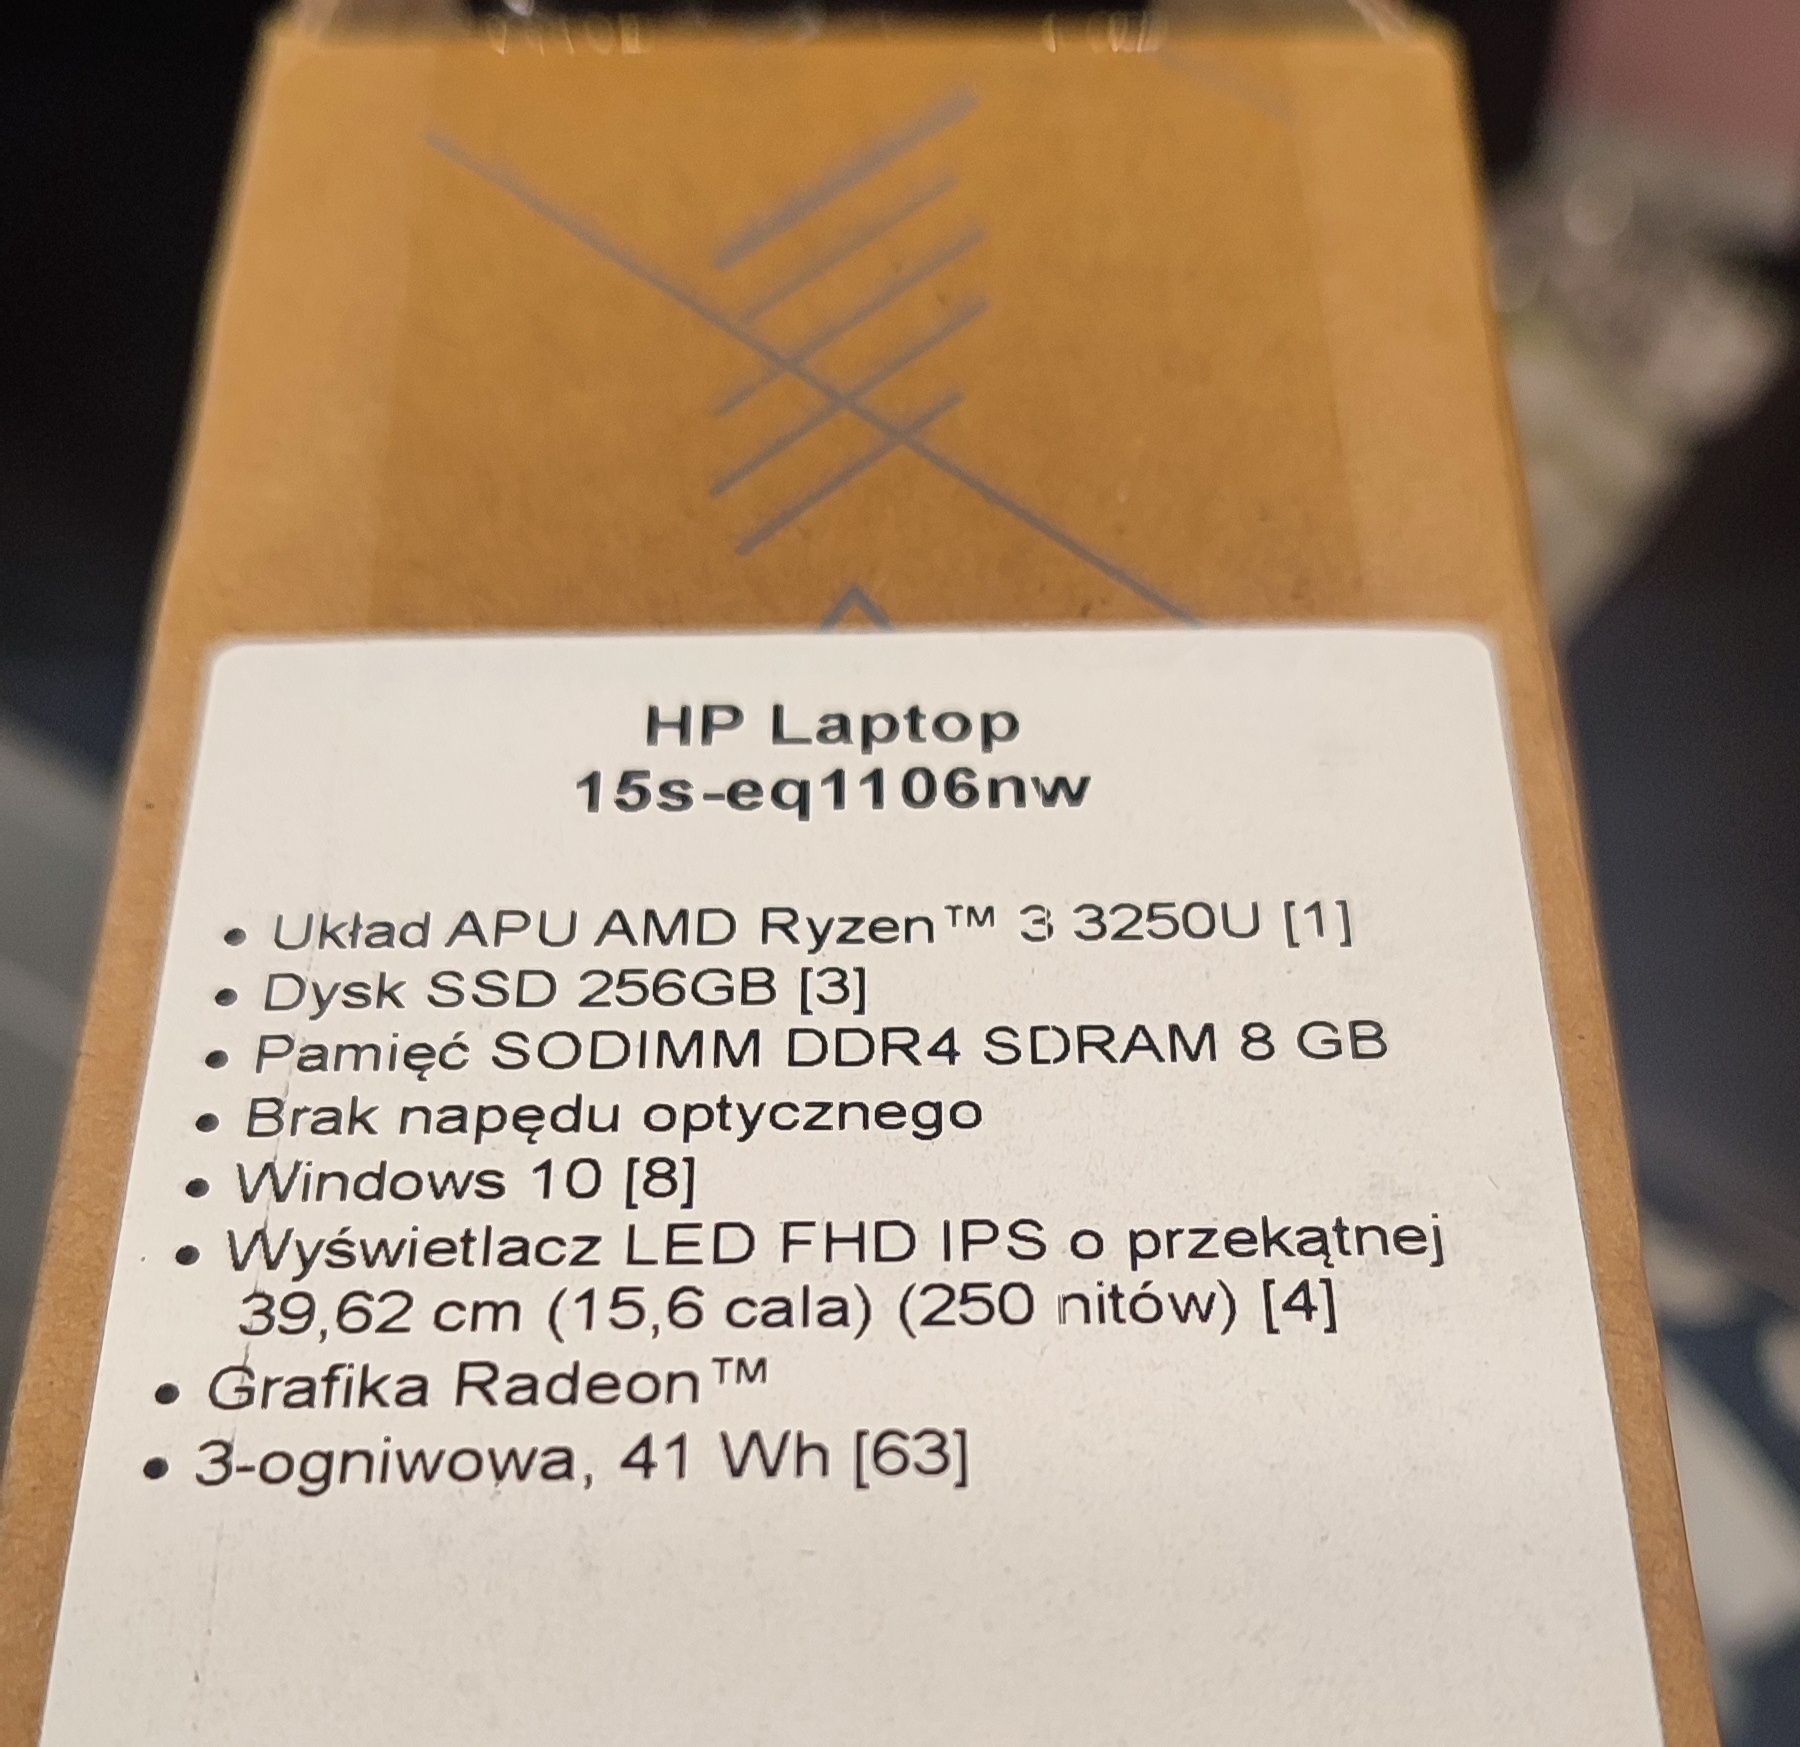 HP Laptop
15s-eq1106nw
• Układ APU AMD Ryzen™ 3 3250U [1]
• Dysk SSD 256GB [3]
• Pamięć SODIMM DDR4 SDRAM 8 GB
• Brak napędu optycznego
• Windows 10 [8]
• Wyświetlacz LED FHD IPS o przekątnej
39,62 cm (15,6 cala) (250 nitów) [4]
• Grafika Radeon™
• 3-ogniwowa, 41 Wh [63]